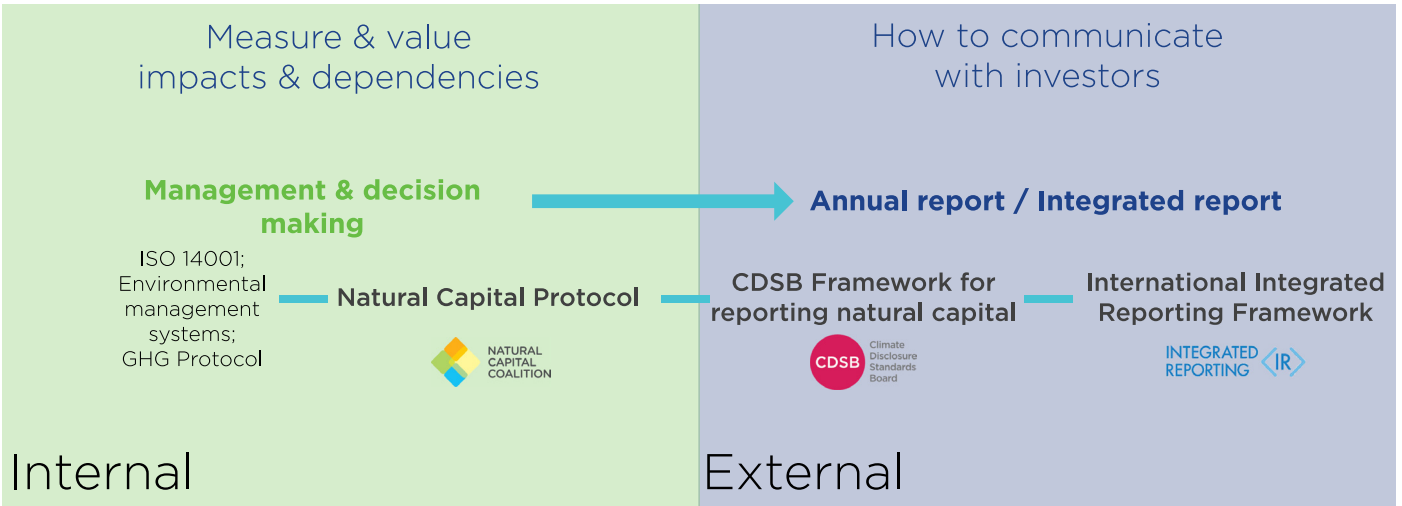 Measure & value
impacts & dependencies
How to communicate
with investors
Management & decision
making
Annual report / Integrated report
ISO 14001;
Environmental
management
systems;
GHG Protocol
Natural Capital Protocol
NATURAL
CAPITAL
COALITION
CDSB Framework for
reporting natural capital
CDSB
Climate
Disclosure
Standards
Board
International Integrated
Reporting Framework
INTEGRATED
REPORTING
IR
Internal
External